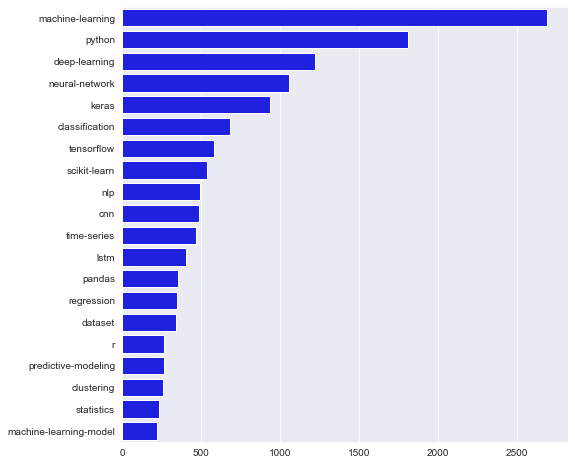 machine-learning
python
deep-learning
neural-network
keras
classification
tensorflow
scikit-learn
nlp
cnn
time-series
lstm
pandas
regression
dataset
r
predictive-modeling
clustering
statistics
machine-learning-model
0 500 1000 1500 2000 2500